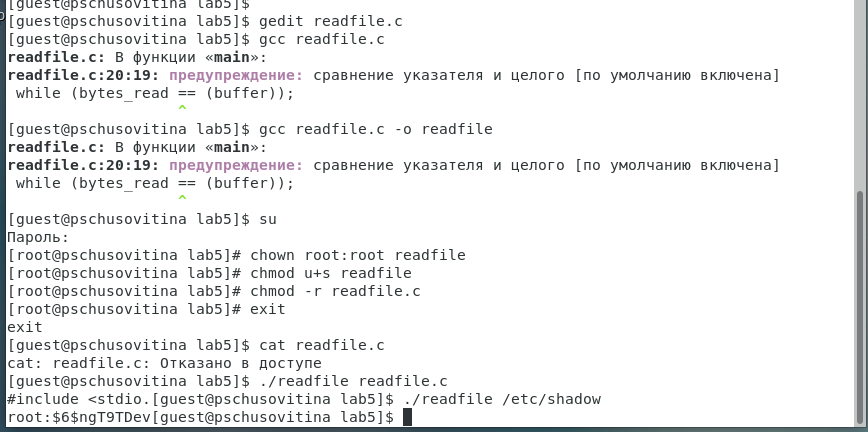 [guest@pschusovitina lab5]$
[guest@pschusovitina lab5]$ gedit readfile.c
[guest@pschusovitina lab5]$ gcc readfile.c
readfile.c: В функции «main»:
readfile.c:20:19: предупреждение: сравнение указателя и целого [по умолчанию включена]
 while (bytes_read == (buffer));
                   ^
[guest@pschusovitina lab5]$ gcc readfile.c -o readfile
readfile.c: В функции «main»:
readfile.c:20:19: предупреждение: сравнение указателя и целого [по умолчанию включена]
 while (bytes_read == (buffer));
                   ^
[guest@pschusovitina lab5]$ su
Пароль:
[root@pschusovitina lab5]# chown root:root readfile
[root@pschusovitina lab5]# chmod u+s readfile
[root@pschusovitina lab5]# chmod -r readfile.c
[root@pschusovitina lab5]# exit
exit
[guest@pschusovitina lab5]$ cat readfile.c
cat: readfile.c: Отказано в доступе
[guest@pschusovitina lab5]$ ./readfile readfile.c
#include <stdio.[guest@pschusovitina lab5]$ ./readfile /etc/shadow
root:$6$ngT9TDev[guest@pschusovitina lab5]$